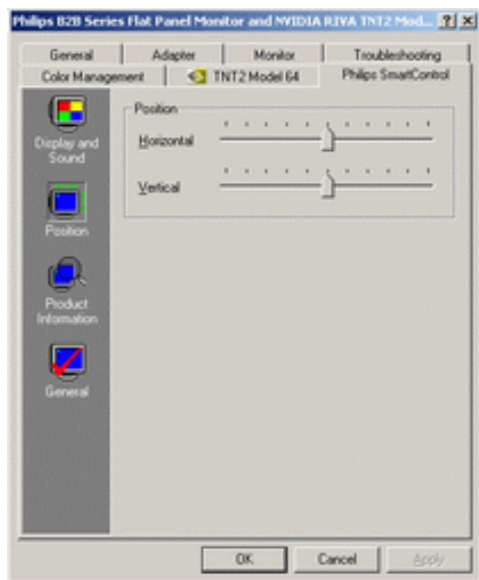 Philips B2B Series Flat Panel Monitor and NVIDIA RIVA TNT2 Mod...
General Adapter Monitor Troubleshooting
Color Management TNT2 Model 64 Philips SmartControl
Display and
Sound
Position
Product
Information
General
Position
Horizontal
Vertical
OK Cancel Apply